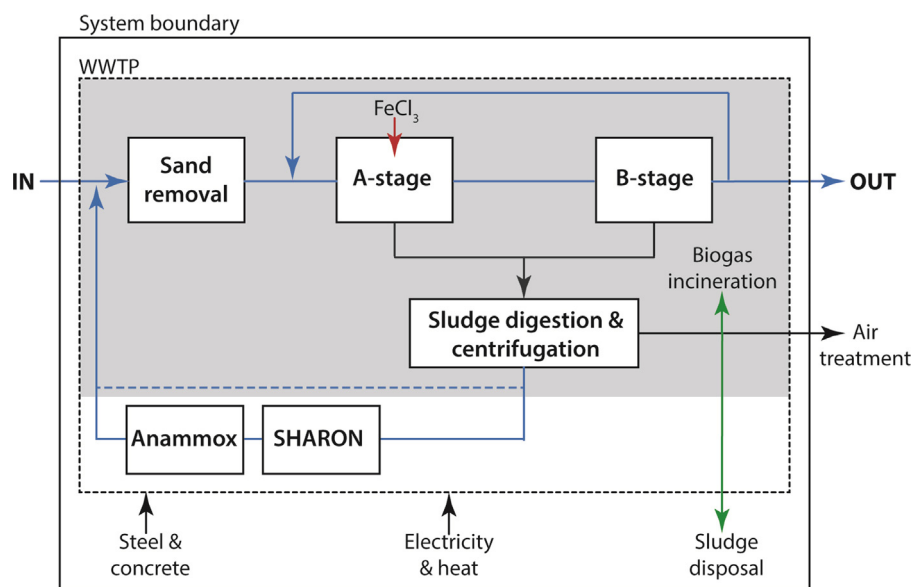 System boundary
WWTP
FeCl₃
IN
Sand
removal
A-stage
B-stage
OUT
Biogas
incineration
Sludge digestion &
centrifugation
Air
treatment
Anammox
SHARON
Steel &
concrete
Electricity
& heat
Sludge
disposal